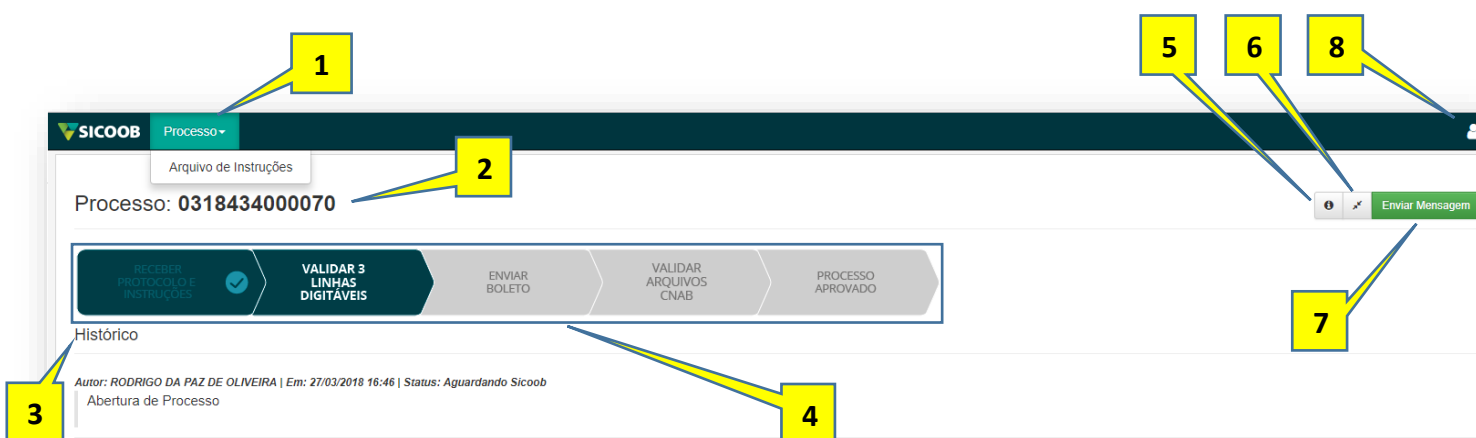 1
5
6
8
SICOOB
Processo
Arquivo de Instruções
2
Processo: 0318434000070
Enviar Mensagem
RECEBER
PROTOCOLO E
INSTRUÇÕES
VALIDAR 3
LINHAS
DIGITÁVEIS
ENVIAR
BOLETO
VALIDAR
ARQUIVOS
CNAB
PROCESSO
APROVADO
7
Histórico
Autor: RODRIGO DA PAZ DE OLIVEIRA | Em: 27/03/2018 16:46 | Status: Aguardando Sicoob
Abertura de Processo
3
4